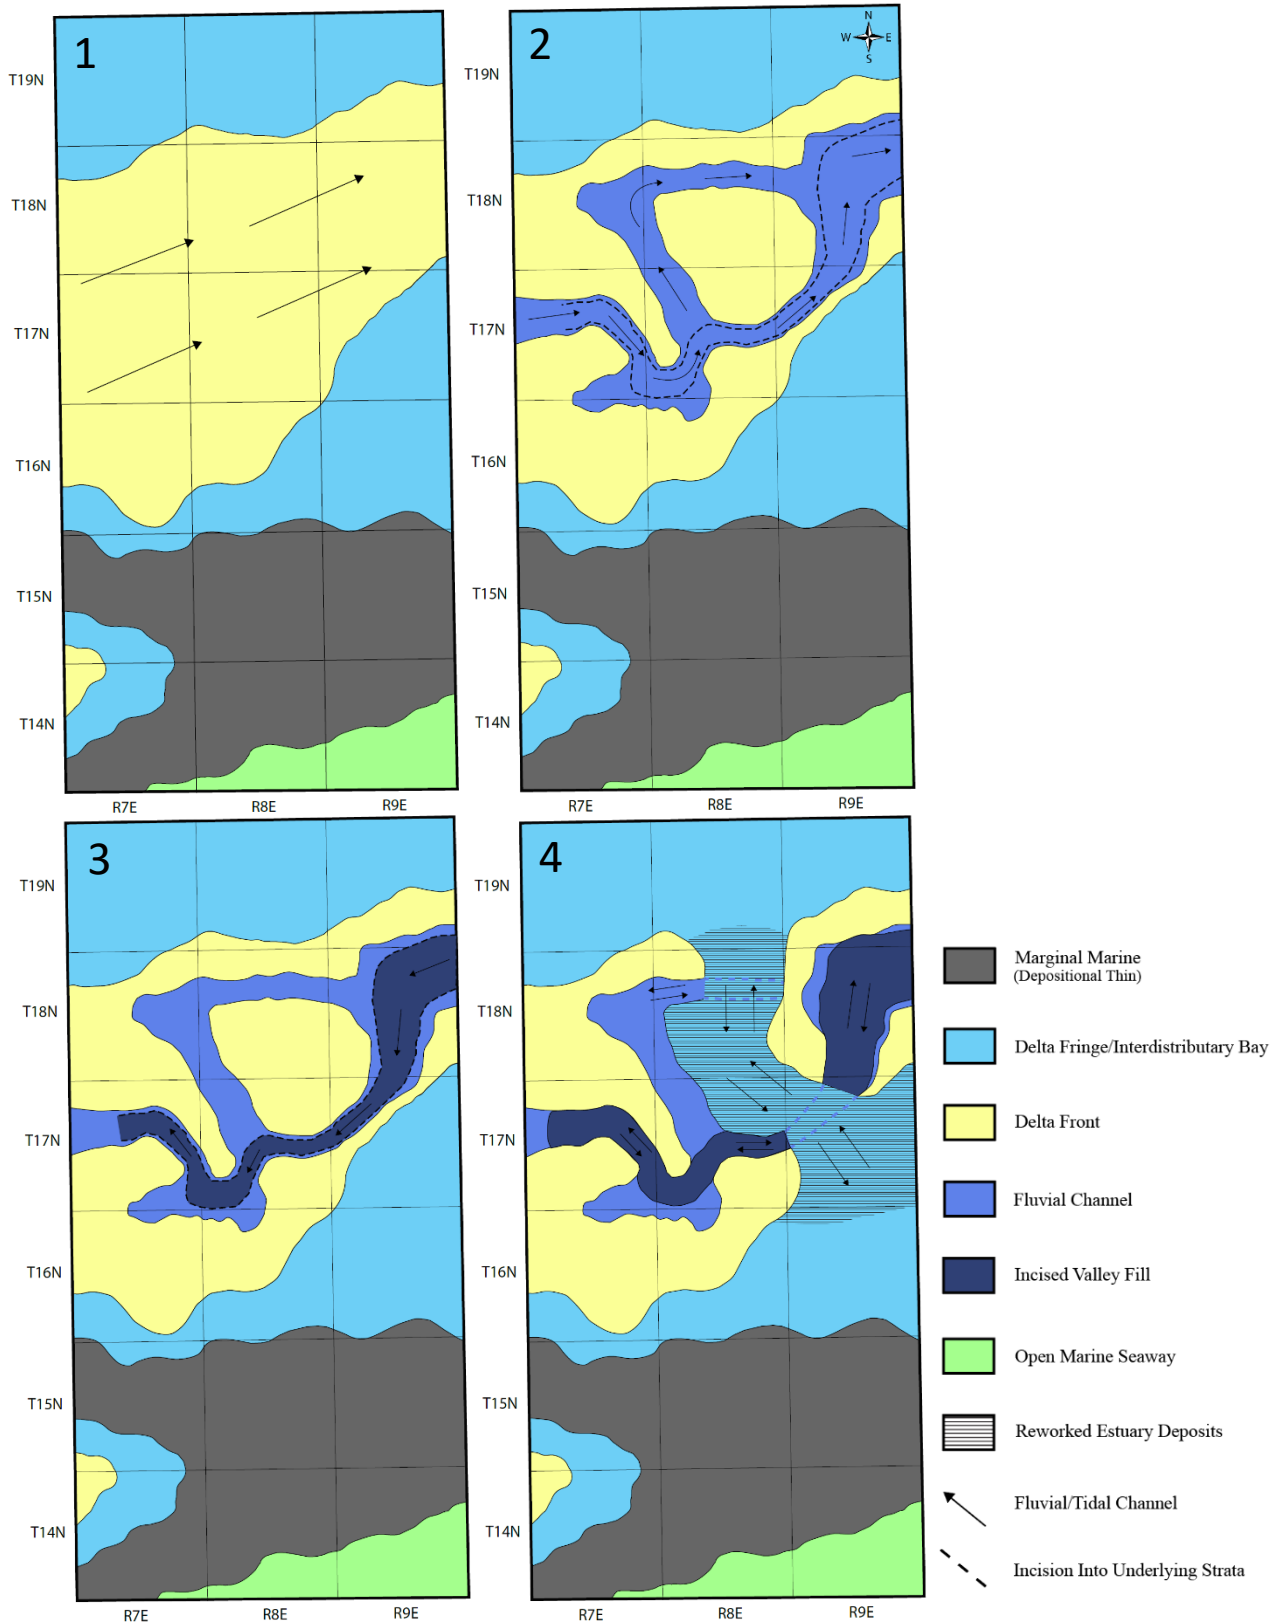 1
T19N
T18N
T17N
T16N
T15N
T14N
R7E R8E R9E
2
N
W E
S
T19N
T18N
T17N
T16N
T15N
T14N
R7E R8E R9E
3
T19N
T18N
T17N
T16N
T15N
T14N
R7E R8E R9E
4
T19N
T18N
T17N
T16N
T15N
T14N
R7E R8E R9E
Marginal Marine
(Depositional Thin)
Delta Fringe/Interdistributary Bay
Delta Front
Fluvial Channel
Incised Valley Fill
Open Marine Seaway
Reworked Estuary Deposits
Fluvial/Tidal Channel
Incision Into Underlying Strata